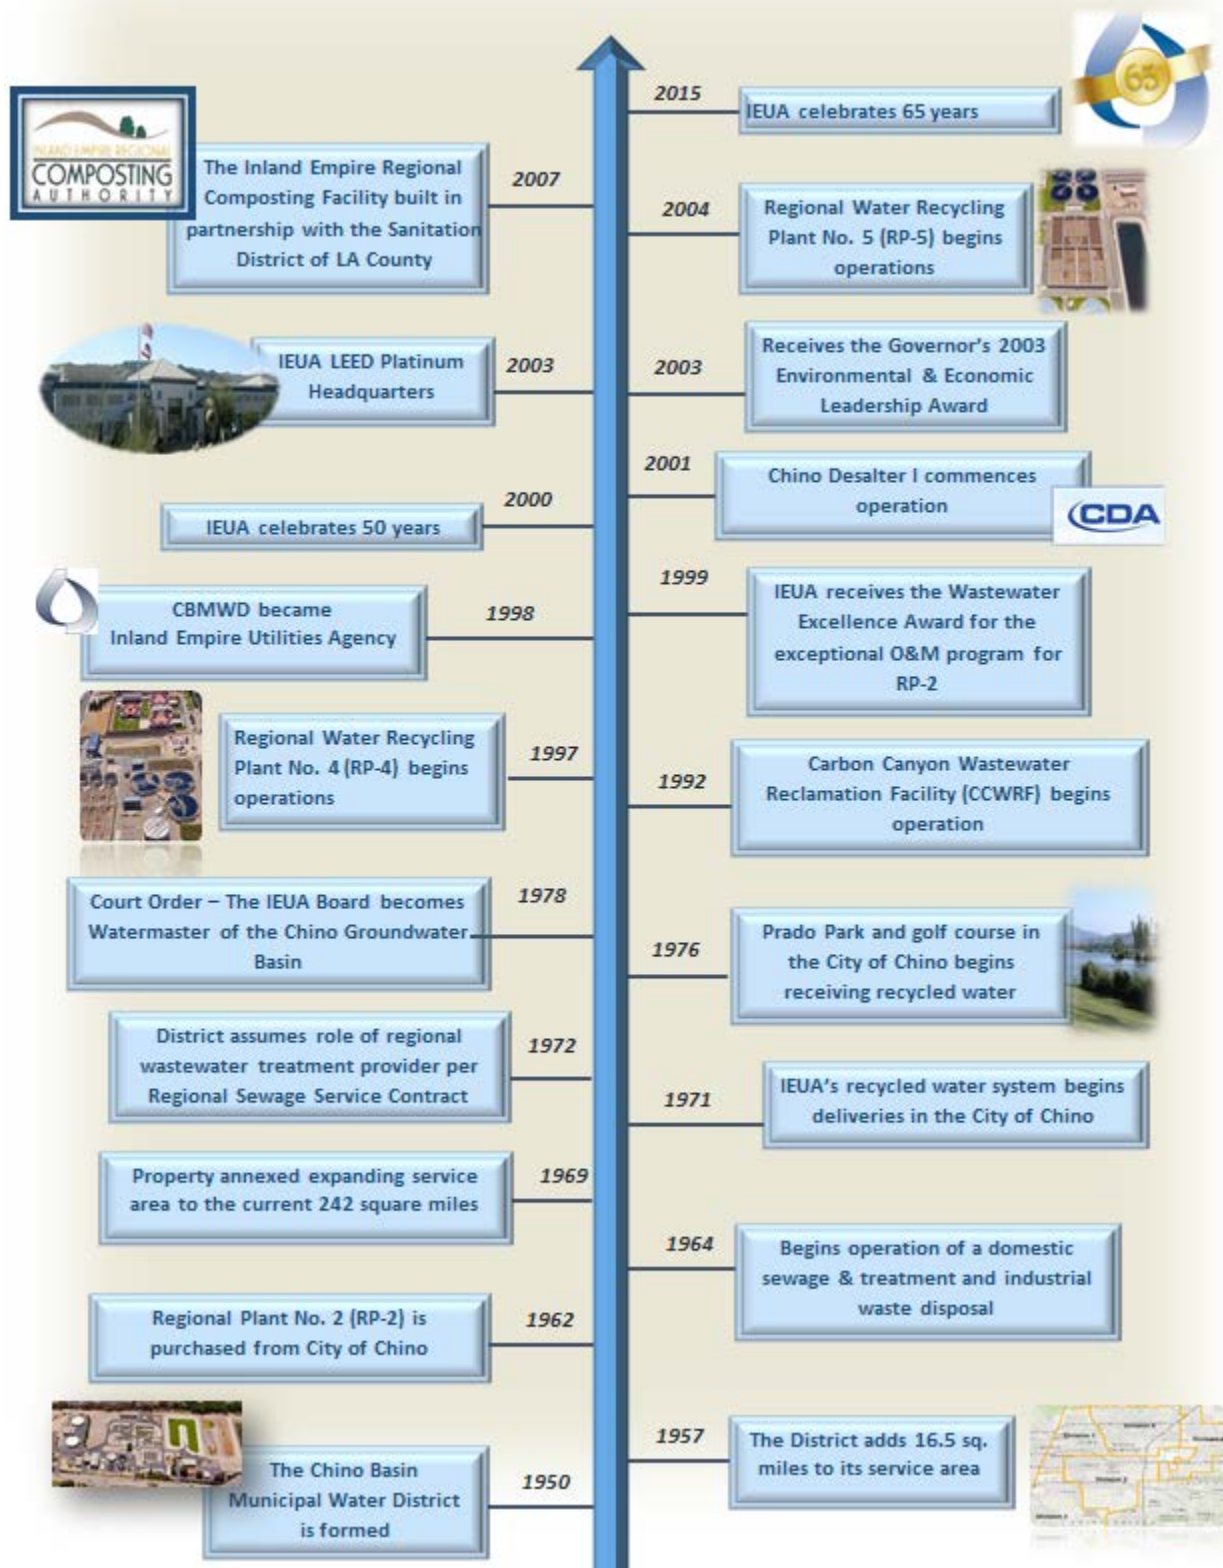 2015
IEUA celebrates 65 years
65
INLAND EMPIRE REGIONAL
COMPOSTING
AUTHORITY
The Inland Empire Regional
Composting Facility built in
partnership with the Sanitation
District of LA County
2007
2004
Regional Water Recycling
Plant No. 5 (RP-5) begins
operations
IEUA LEED Platinum
Headquarters
2003
2003
Receives the Governor's 2003
Environmental & Economic
Leadership Award
2001
Chino Desalter I commences
operation
CDA
2000
IEUA celebrates 50 years
1999
IEUA receives the Wastewater
Excellence Award for the
exceptional O&M program for
RP-2
CBMWD became
Inland Empire Utilities Agency
1998
Regional Water Recycling
Plant No. 4 (RP-4) begins
operations
1997
1992
Carbon Canyon Wastewater
Reclamation Facility (CCWRF) begins
operation
Court Order – The IEUA Board becomes
Watermaster of the Chino Groundwater
Basin
1978
1976
Prado Park and golf course in
the City of Chino begins
receiving recycled water
District assumes role of regional
wastewater treatment provider per
Regional Sewage Service Contract
1972
1971
IEUA's recycled water system begins
deliveries in the City of Chino
Property annexed expanding service
area to the current 242 square miles
1969
1964
Begins operation of a domestic
sewage & treatment and industrial
waste disposal
Regional Plant No. 2 (RP-2) is
purchased from City of Chino
1962
1957
The District adds 16.5 sq.
miles to its service area
The Chino Basin
Municipal Water District
is formed
1950